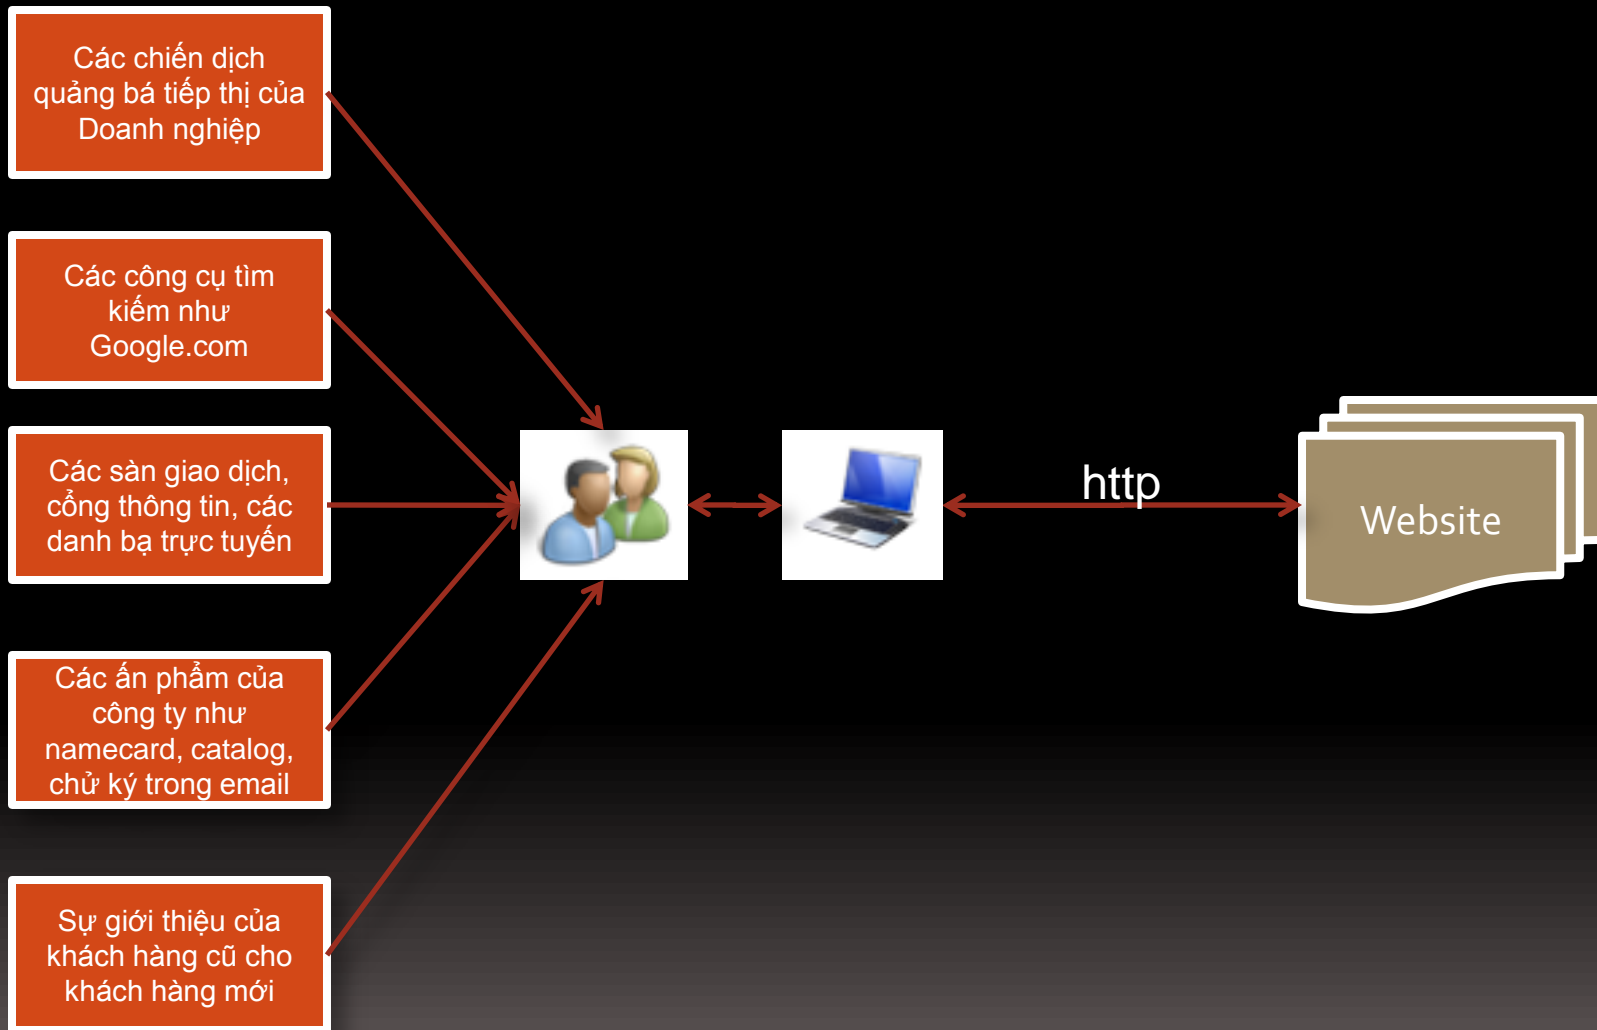 Các chiến dịch
quảng bá tiếp thị của
Doanh nghiệp
Các công cụ tìm
kiếm như
Google.com
Các sàn giao dịch,
cổng thông tin, các
danh bạ trực tuyến
Các ấn phẩm của
công ty như
namecard, catalog,
chử ký trong email
Sự giới thiệu của
khách hàng cũ cho
khách hàng mới
http
Website